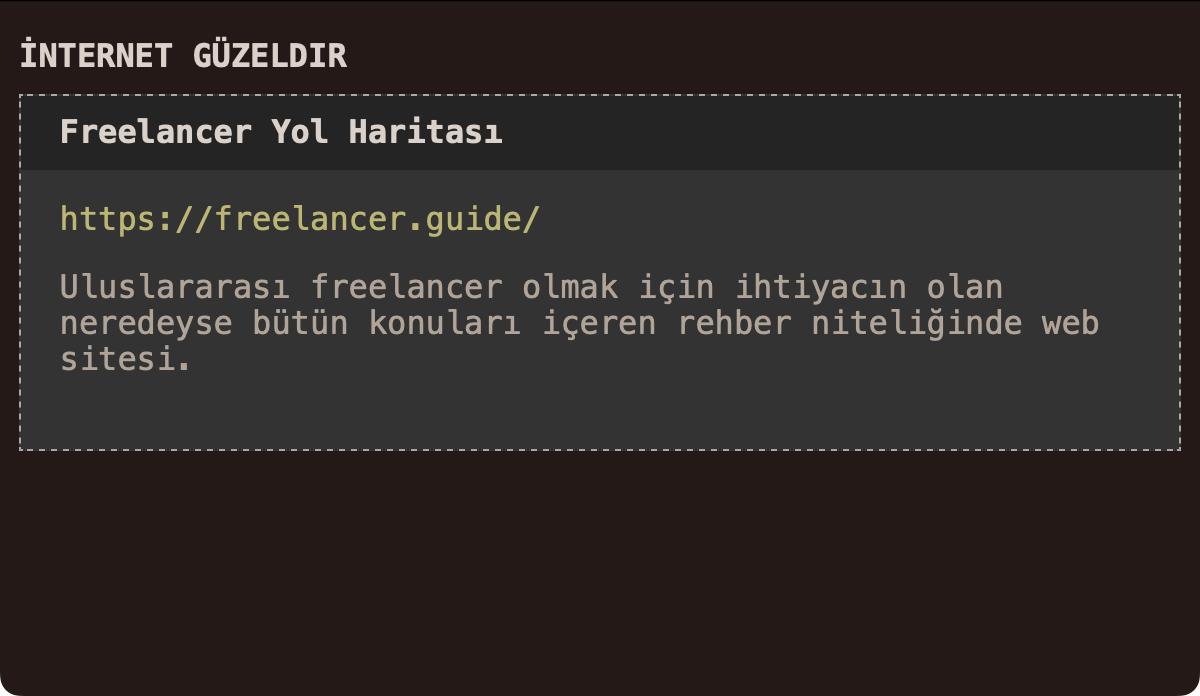 İNTERNET GÜZELDIR
Freelancer Yol Haritası
https://freelancer.guide/
Uluslararası freelancer olmak için ihtiyacın olan
neredeyse bütün konuları içeren rehber niteliğinde web
sitesi.